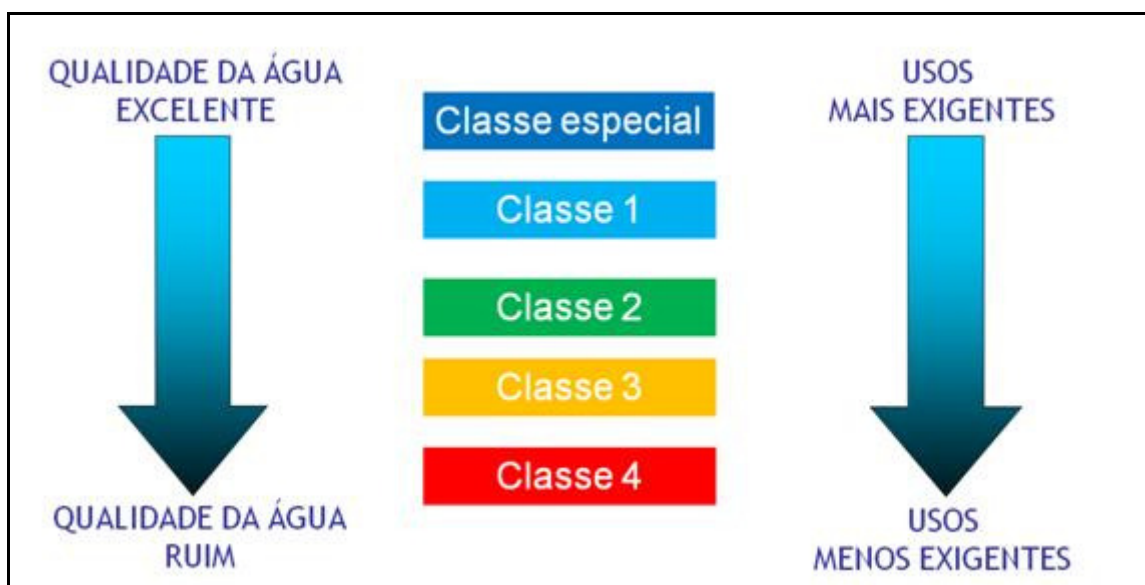 QUALIDADE DA ÁGUA
EXCELENTE
USOS
MAIS EXIGENTES
Classe especial
Classe 1
Classe 2
Classe 3
Classe 4
QUALIDADE DA ÁGUA
RUIM
USOS
MENOS EXIGENTES